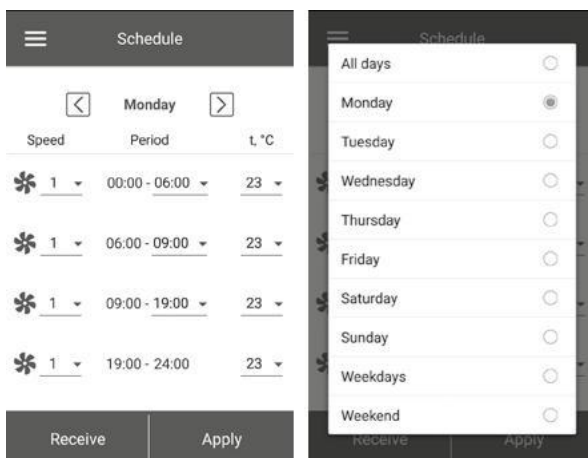 Schedule
Monday
Speed Period t, °C
1 00:00 - 06:00 23
1 06:00 - 09:00 23
1 09:00 - 19:00 23
1 19:00 - 24:00 23
Receive Apply
Schedule
All days
Monday
Tuesday
Wednesday
Thursday
Friday
Saturday
Sunday
Weekdays
Weekend
Receive Apply